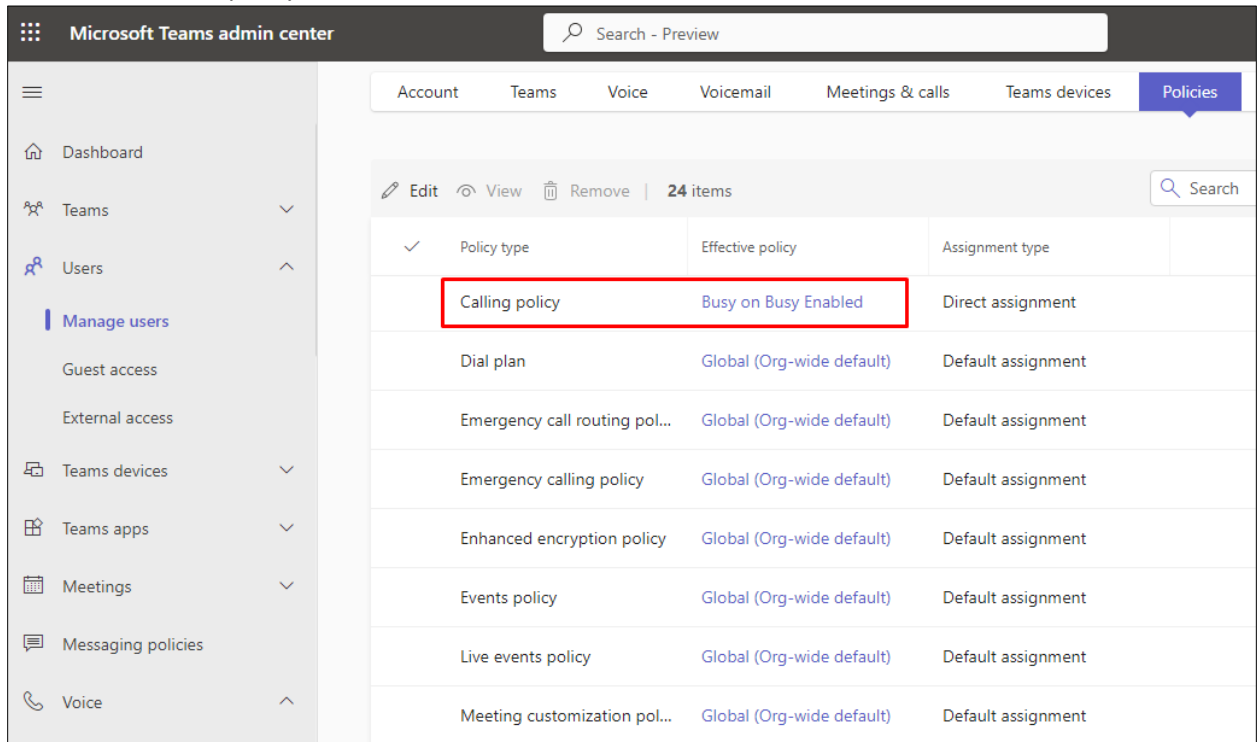 Microsoft Teams admin center
Search - Preview
Account Teams Voice Voicemail Meetings & calls Teams devices Policies
Dashboard
Teams
Users
Manage users
Guest access
External access
Teams devices
Teams apps
Meetings
Messaging policies
Voice
Edit View Remove | 24 items
Search
Policy type Effective policy Assignment type
Calling policy Busy on Busy Enabled Direct assignment
Dial plan Global (Org-wide default) Default assignment
Emergency call routing pol... Global (Org-wide default) Default assignment
Emergency calling policy Global (Org-wide default) Default assignment
Enhanced encryption policy Global (Org-wide default) Default assignment
Events policy Global (Org-wide default) Default assignment
Live events policy Global (Org-wide default) Default assignment
Meeting customization pol... Global (Org-wide default) Default assignment